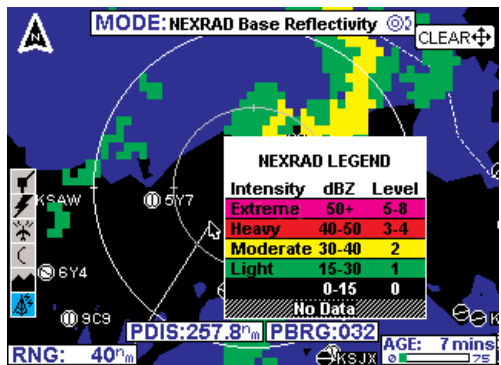 MODE: NEXRAD Base Reflectivity
N
CLEAR
NEXRAD LEGEND
Intensity dBZ Level
Extreme 50+ 5-8
Heavy 40-50 3-4
Moderate 30-40 2
Light 15-30 1
0-15 0
No Data
KSAW
5Y7
6Y4
9C9
PDIS:257.8nm PBRG:032
RNG: 40nm
KSJX
AGE: 7 mins
0 75